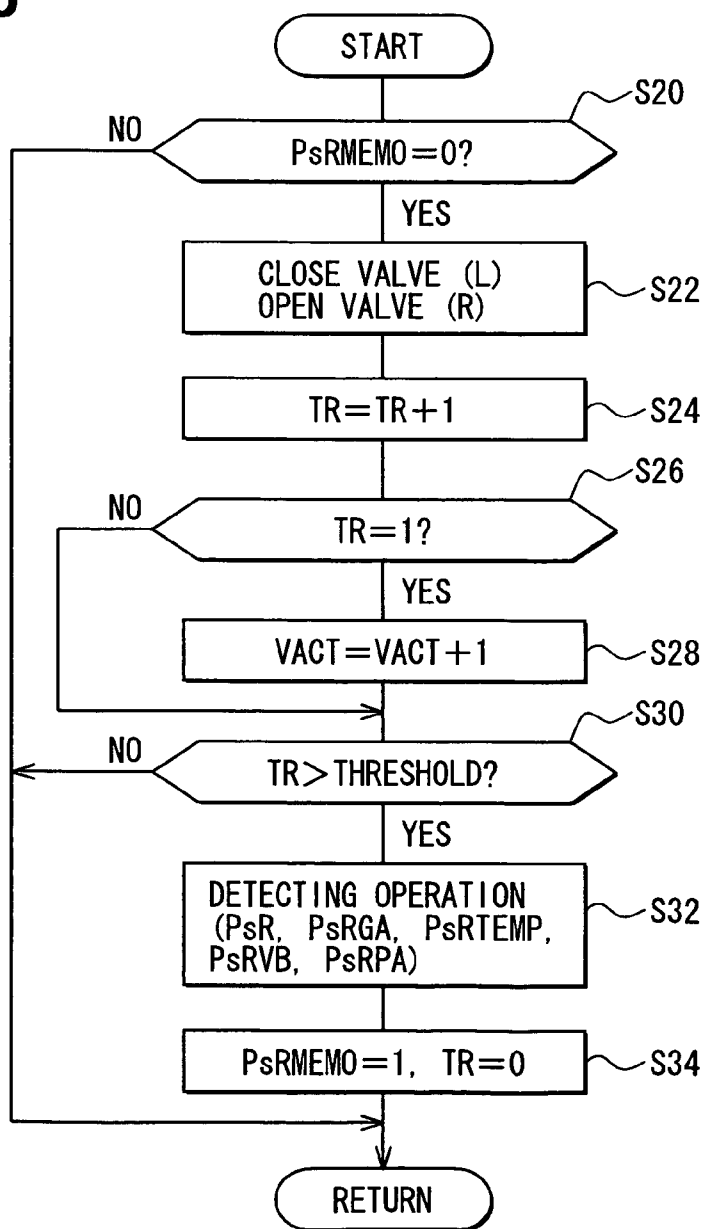 START
S20
NO
PsRMEMO=0?
YES
CLOSE VALVE (L)
OPEN VALVE (R)
S22
TR=TR+1
S24
S26
NO
TR=1?
YES
VACT=VACT+1
S28
S30
NO
TR>THRESHOLD?
YES
DETECTING OPERATION
(PsR, PsRGA, PsRTEMP,
PsRVB, PsRPA)
S32
PsRMEMO=1, TR=0
S34
RETURN